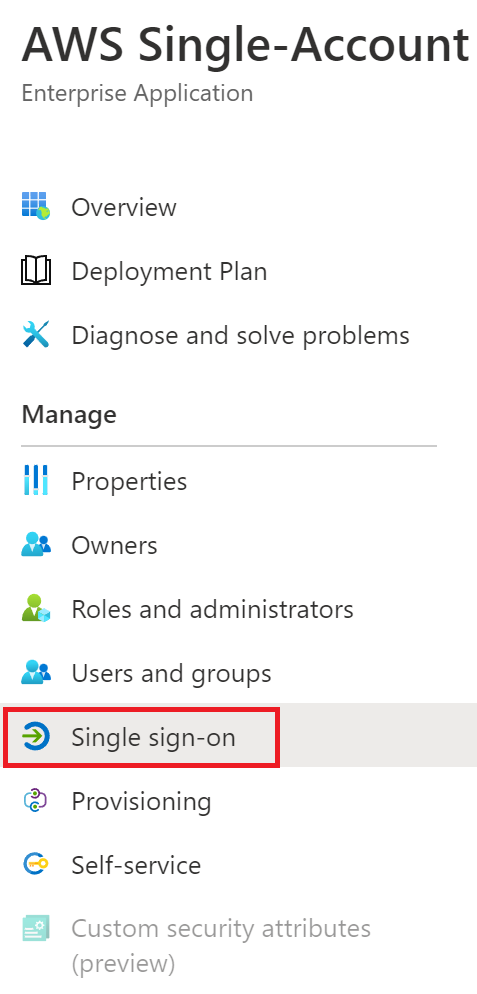 AWS Single-Account
Enterprise Application
Overview
Deployment Plan
Diagnose and solve problems
Manage
Properties
Owners
Roles and administrators
Users and groups
Single sign-on
Provisioning
Self-service
Custom security attributes
(preview)